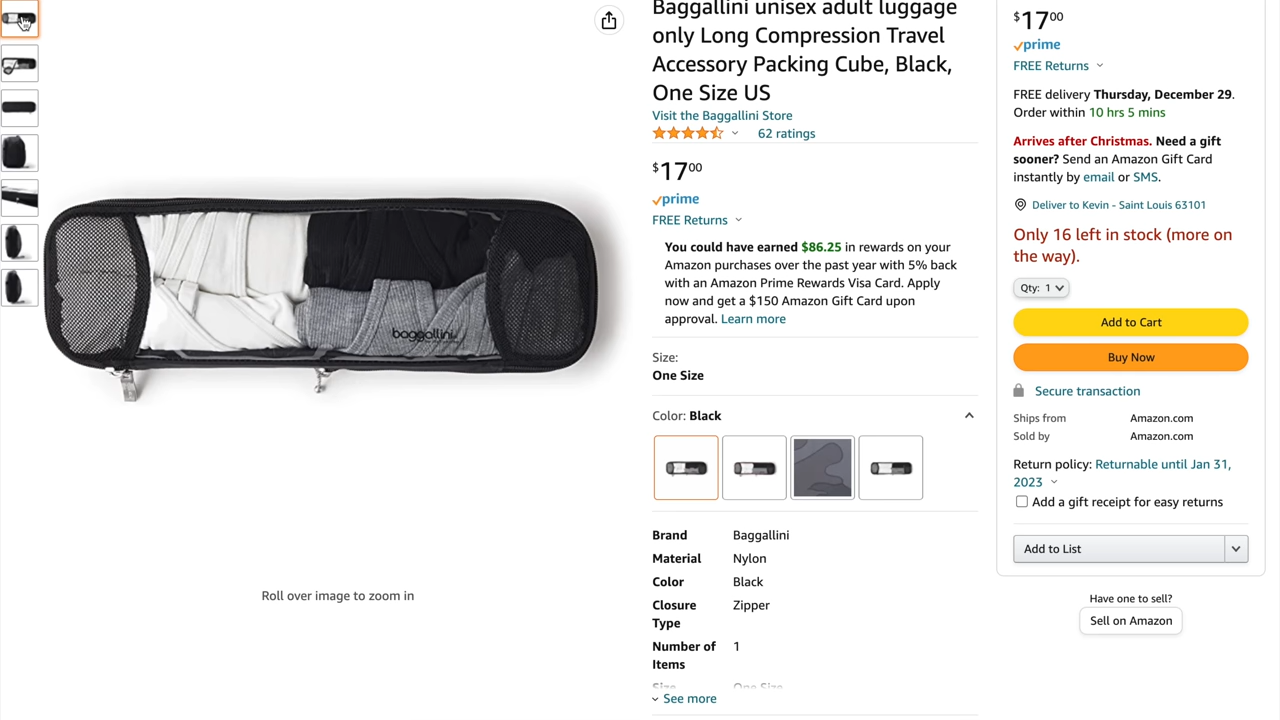 Baggallini unisex adult luggage
only Long Compression Travel
Accessory Packing Cube, Black,
One Size US
Visit the Baggallini Store
62 ratings
$1700
prime
FREE Returns
You could have earned $86.25 in rewards on your
Amazon purchases over the past year with 5% back
with an Amazon Prime Rewards Visa Card. Apply
now and get a $150 Amazon Gift Card upon
approval. Learn more
Size:
One Size
Color: Black
Brand Baggallini
Material Nylon
Color Black
Closure Type Zipper
Number of Items 1
Size One Size
See more
baggallini
Roll over image to zoom in
$1700
prime
FREE Returns
FREE delivery Thursday, December 29.
Order within 10 hrs 5 mins
Arrives after Christmas. Need a gift
sooner? Send an Amazon Gift Card
instantly by email or SMS.
Deliver to Kevin - Saint Louis 63101
Only 16 left in stock (more on
the way).
Qty: 1
Add to Cart
Buy Now
Secure transaction
Ships from Amazon.com
Sold by Amazon.com
Return policy: Returnable until Jan 31,
2023
Add a gift receipt for easy returns
Add to List
Have one to sell?
Sell on Amazon